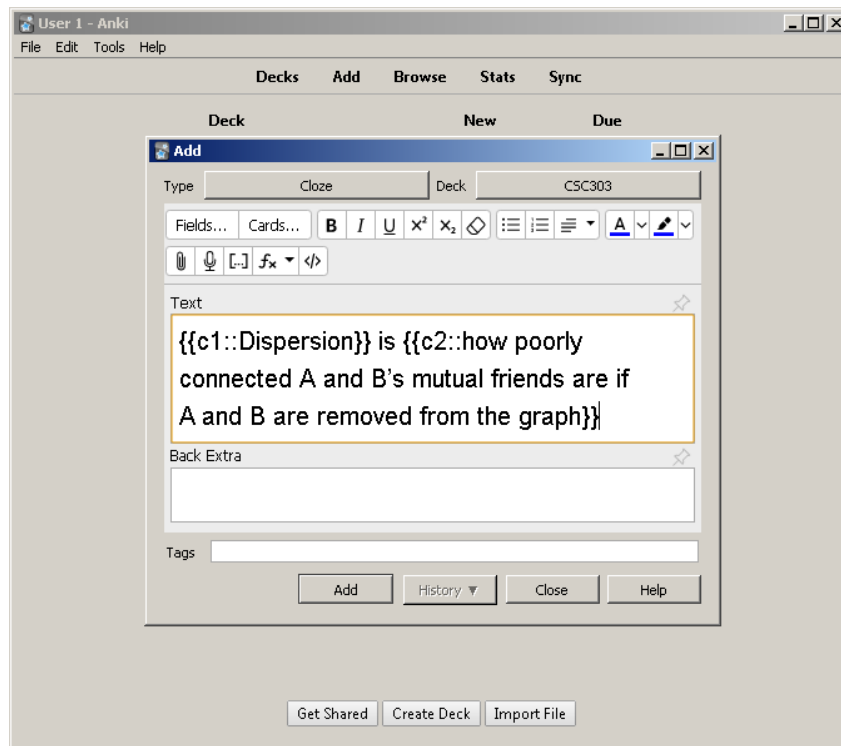 User 1 - Anki
File Edit Tools Help
Decks Add Browse Stats Sync
Deck New Due
Add
Type Cloze Deck CSC303
Fields... Cards... B I U x² x₂ A
[...] fx </>
Text
{{c1::Dispersion}} is {{c2::how poorly
connected A and B’s mutual friends are if
A and B are removed from the graph}}
Back Extra
Tags
Add History ▼ Close Help
Get Shared Create Deck Import File